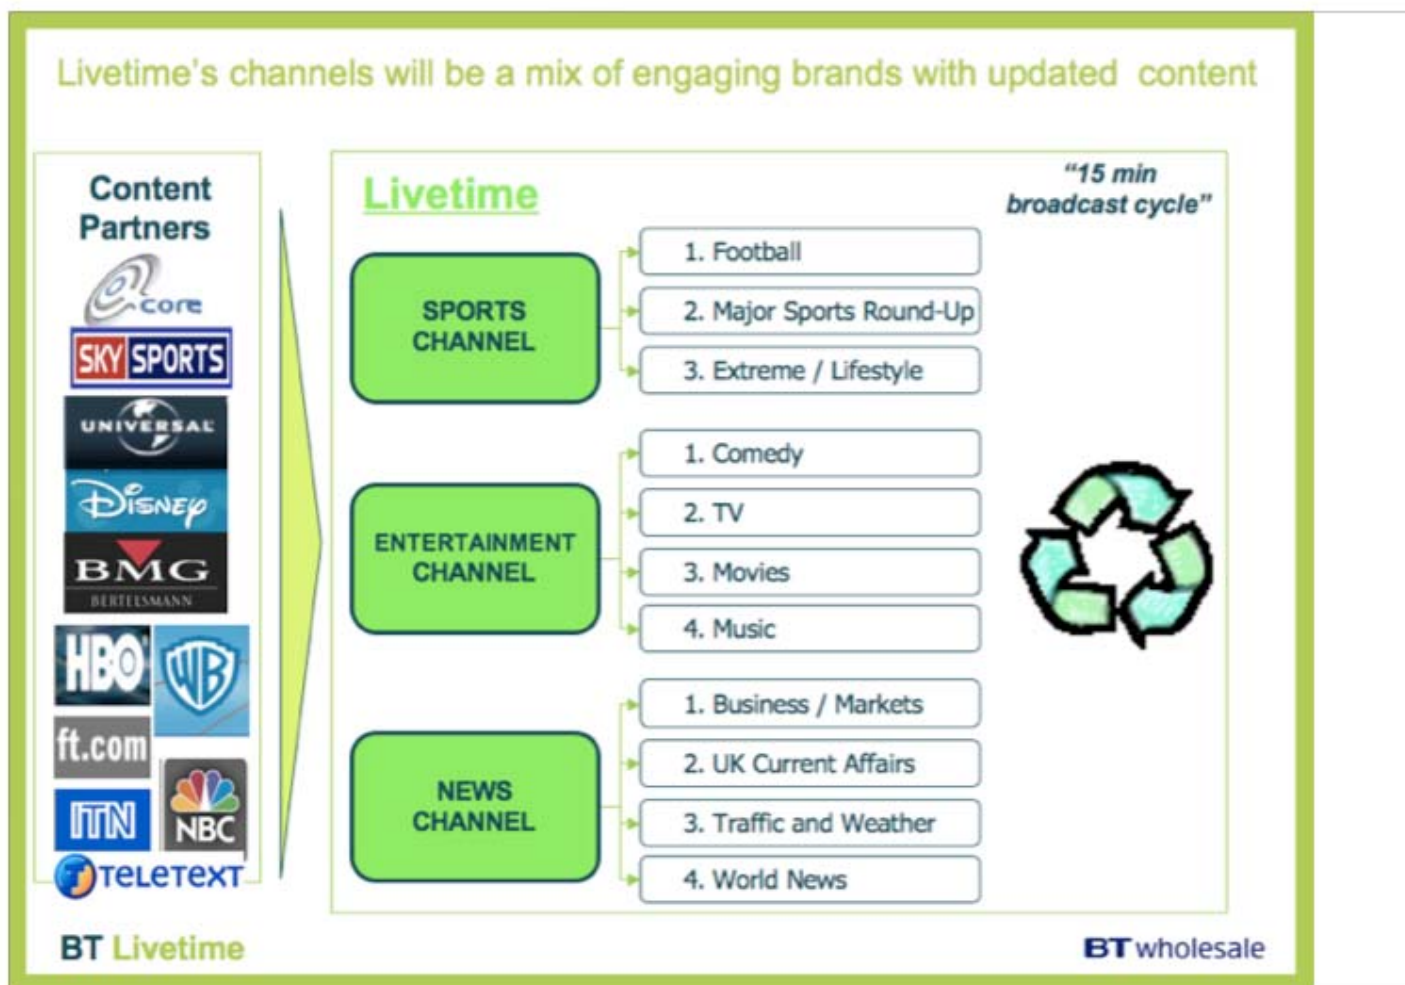 Livetime's channels will be a mix of engaging brands with updated content
Content
Partners
core
SKY SPORTS
UNIVERSAL
DISNEY
BMG
BERTELSMANN
HBO
WB
ft.com
ITN
NBC
TELETEXT
Livetime
"15 min
broadcast cycle"
SPORTS
CHANNEL
1. Football
2. Major Sports Round-Up
3. Extreme / Lifestyle
ENTERTAINMENT
CHANNEL
1. Comedy
2. TV
3. Movies
4. Music
NEWS
CHANNEL
1. Business / Markets
2. UK Current Affairs
3. Traffic and Weather
4. World News
BT Livetime
BT wholesale